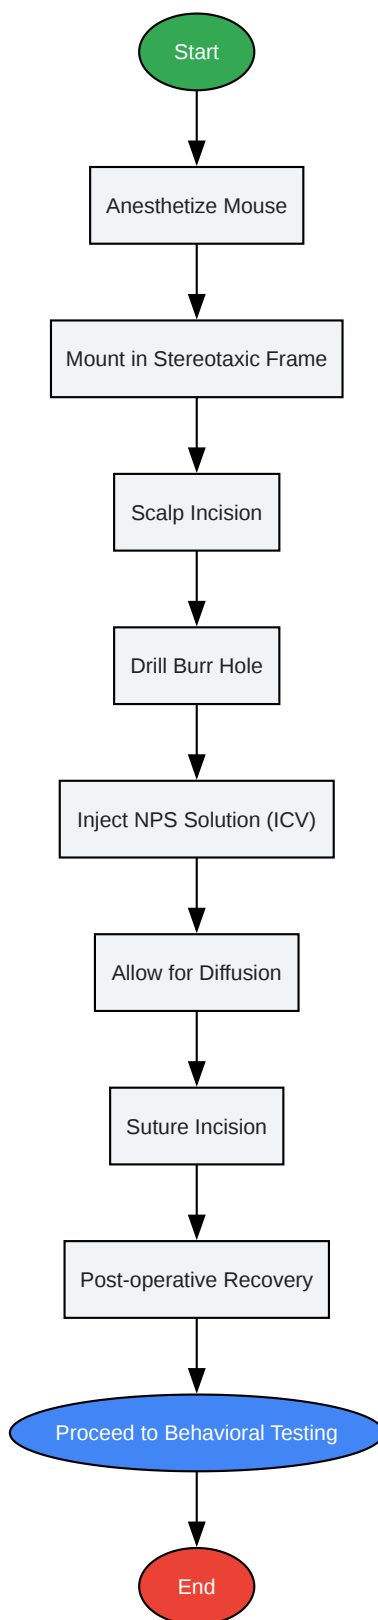 Start
Anesthetize Mouse
Mount in Stereotaxic Frame
Scalp Incision
Drill Burr Hole
Inject NPS Solution (ICV)
Allow for Diffusion
Suture Incision
Post-operative Recovery
Proceed to Behavioral Testing
End